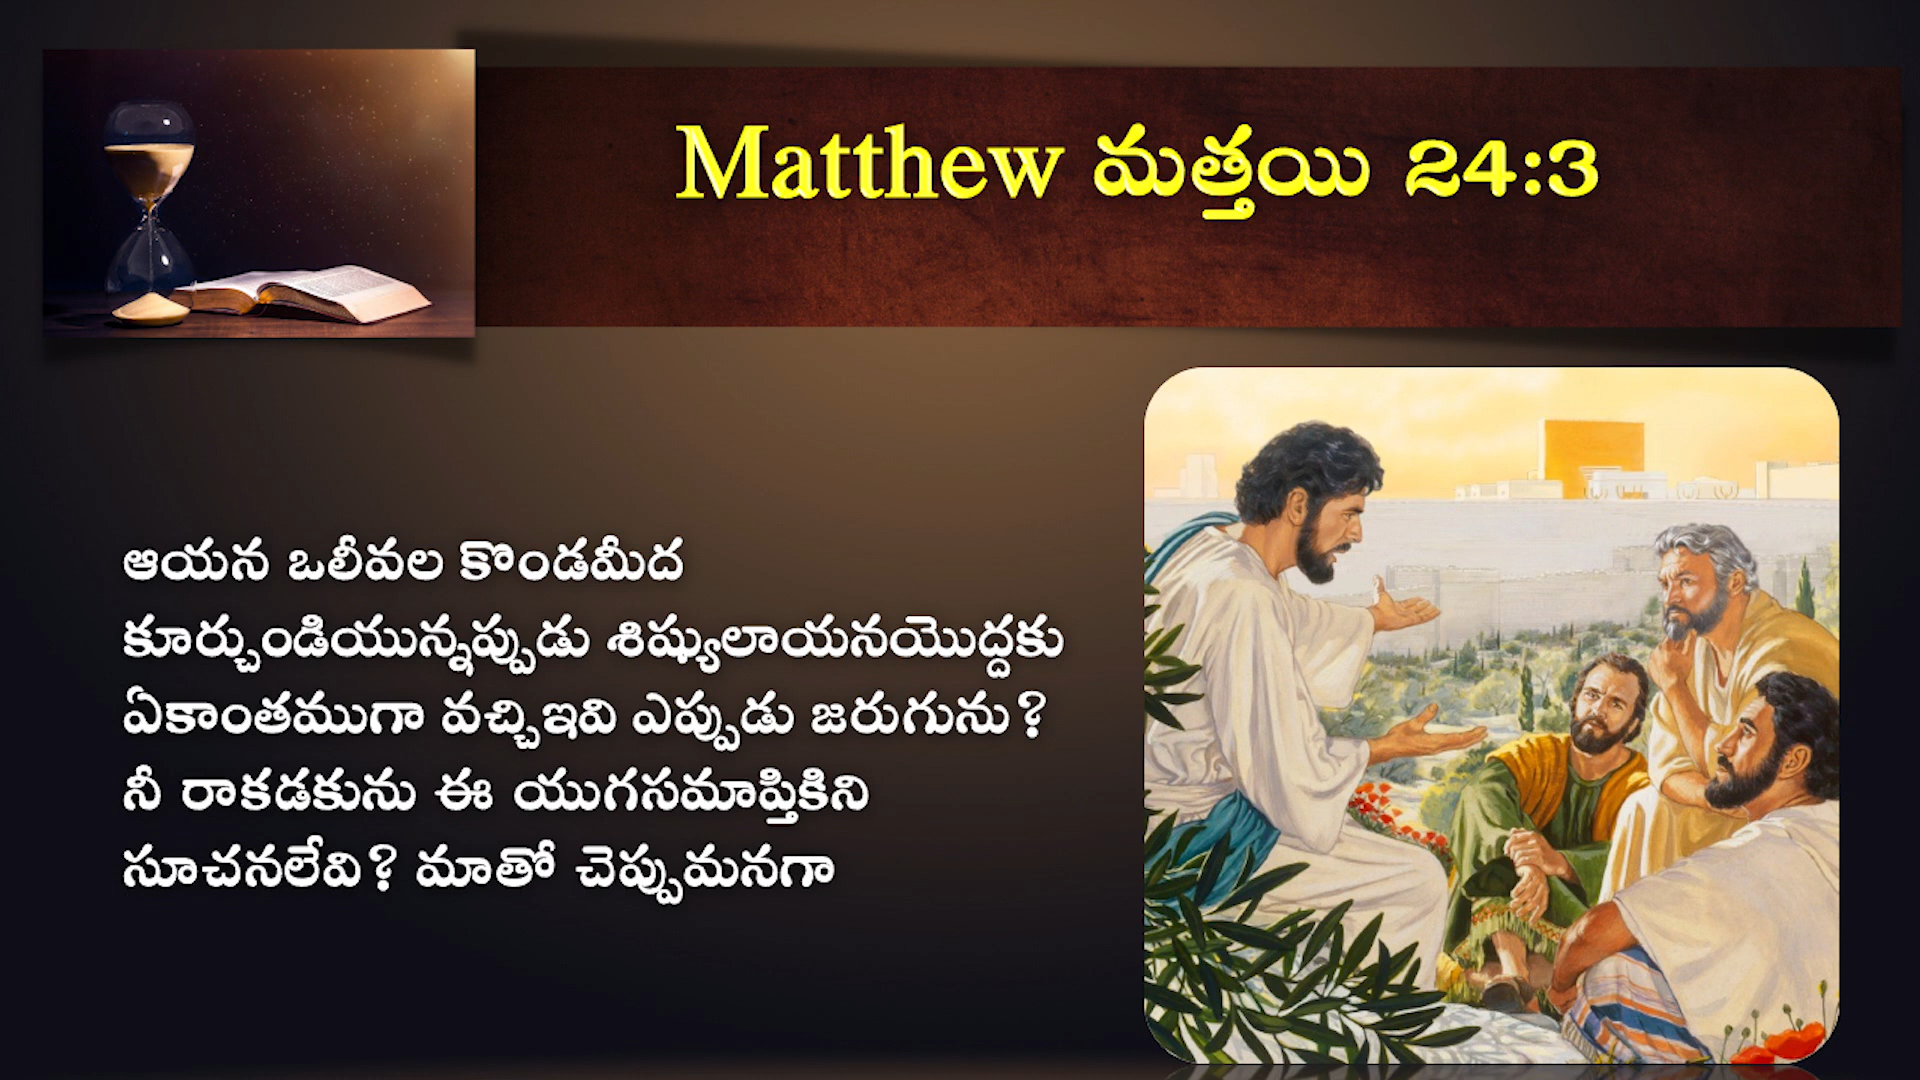 Matthew మత్తయి 24:3
ఆయన ఒలీవల కొండమీద
కూర్చుండియున్నప్పుడు శిష్యులాయనయొద్దకు
ఏకాంతముగా వచ్చిఇవి ఎప్పుడు జరుగును?
నీ రాకడకును ఈ యుగసమాప్తికిని
సూచనలేవి? మాతో చెప్పుమనగా